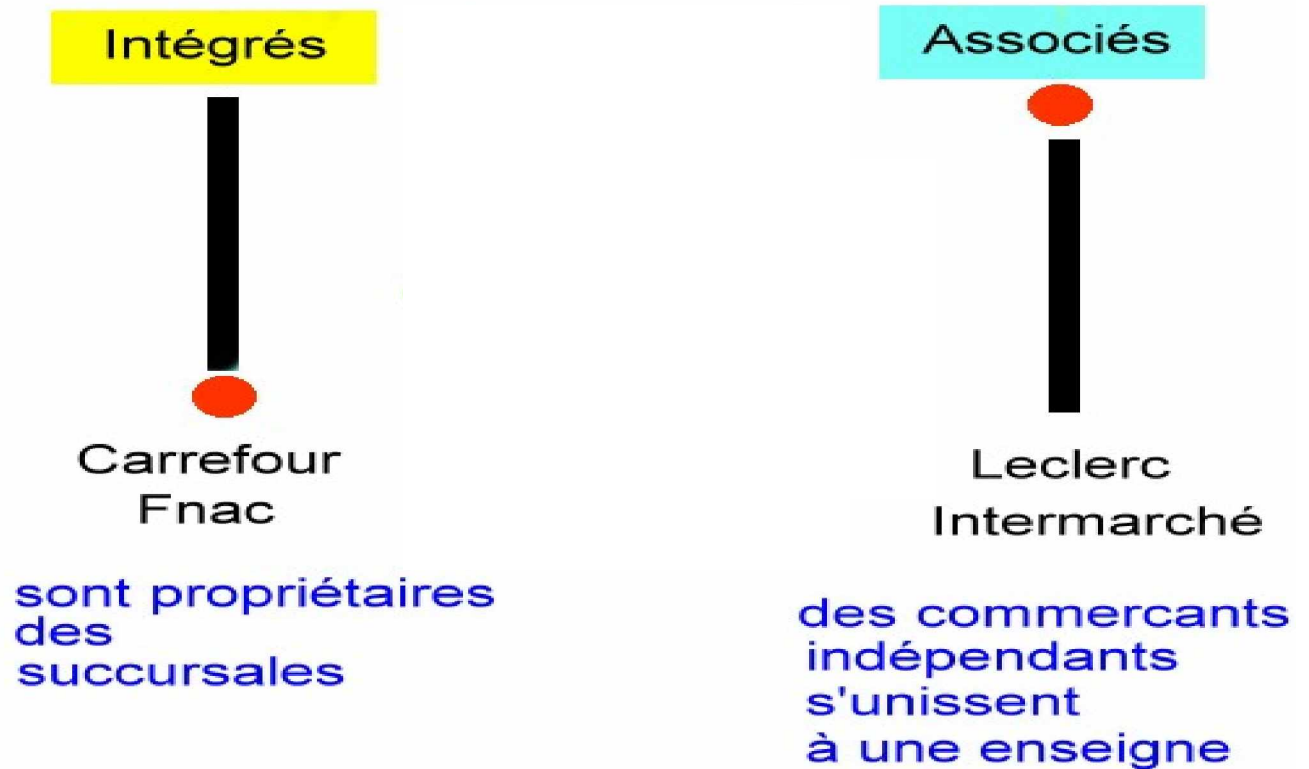 Intégrés
Carrefour
Fnac
sont propriétaires
des
succursales
Associés
Leclerc
Intermarché
des commercants
indépendants
s'unissent
à une enseigne